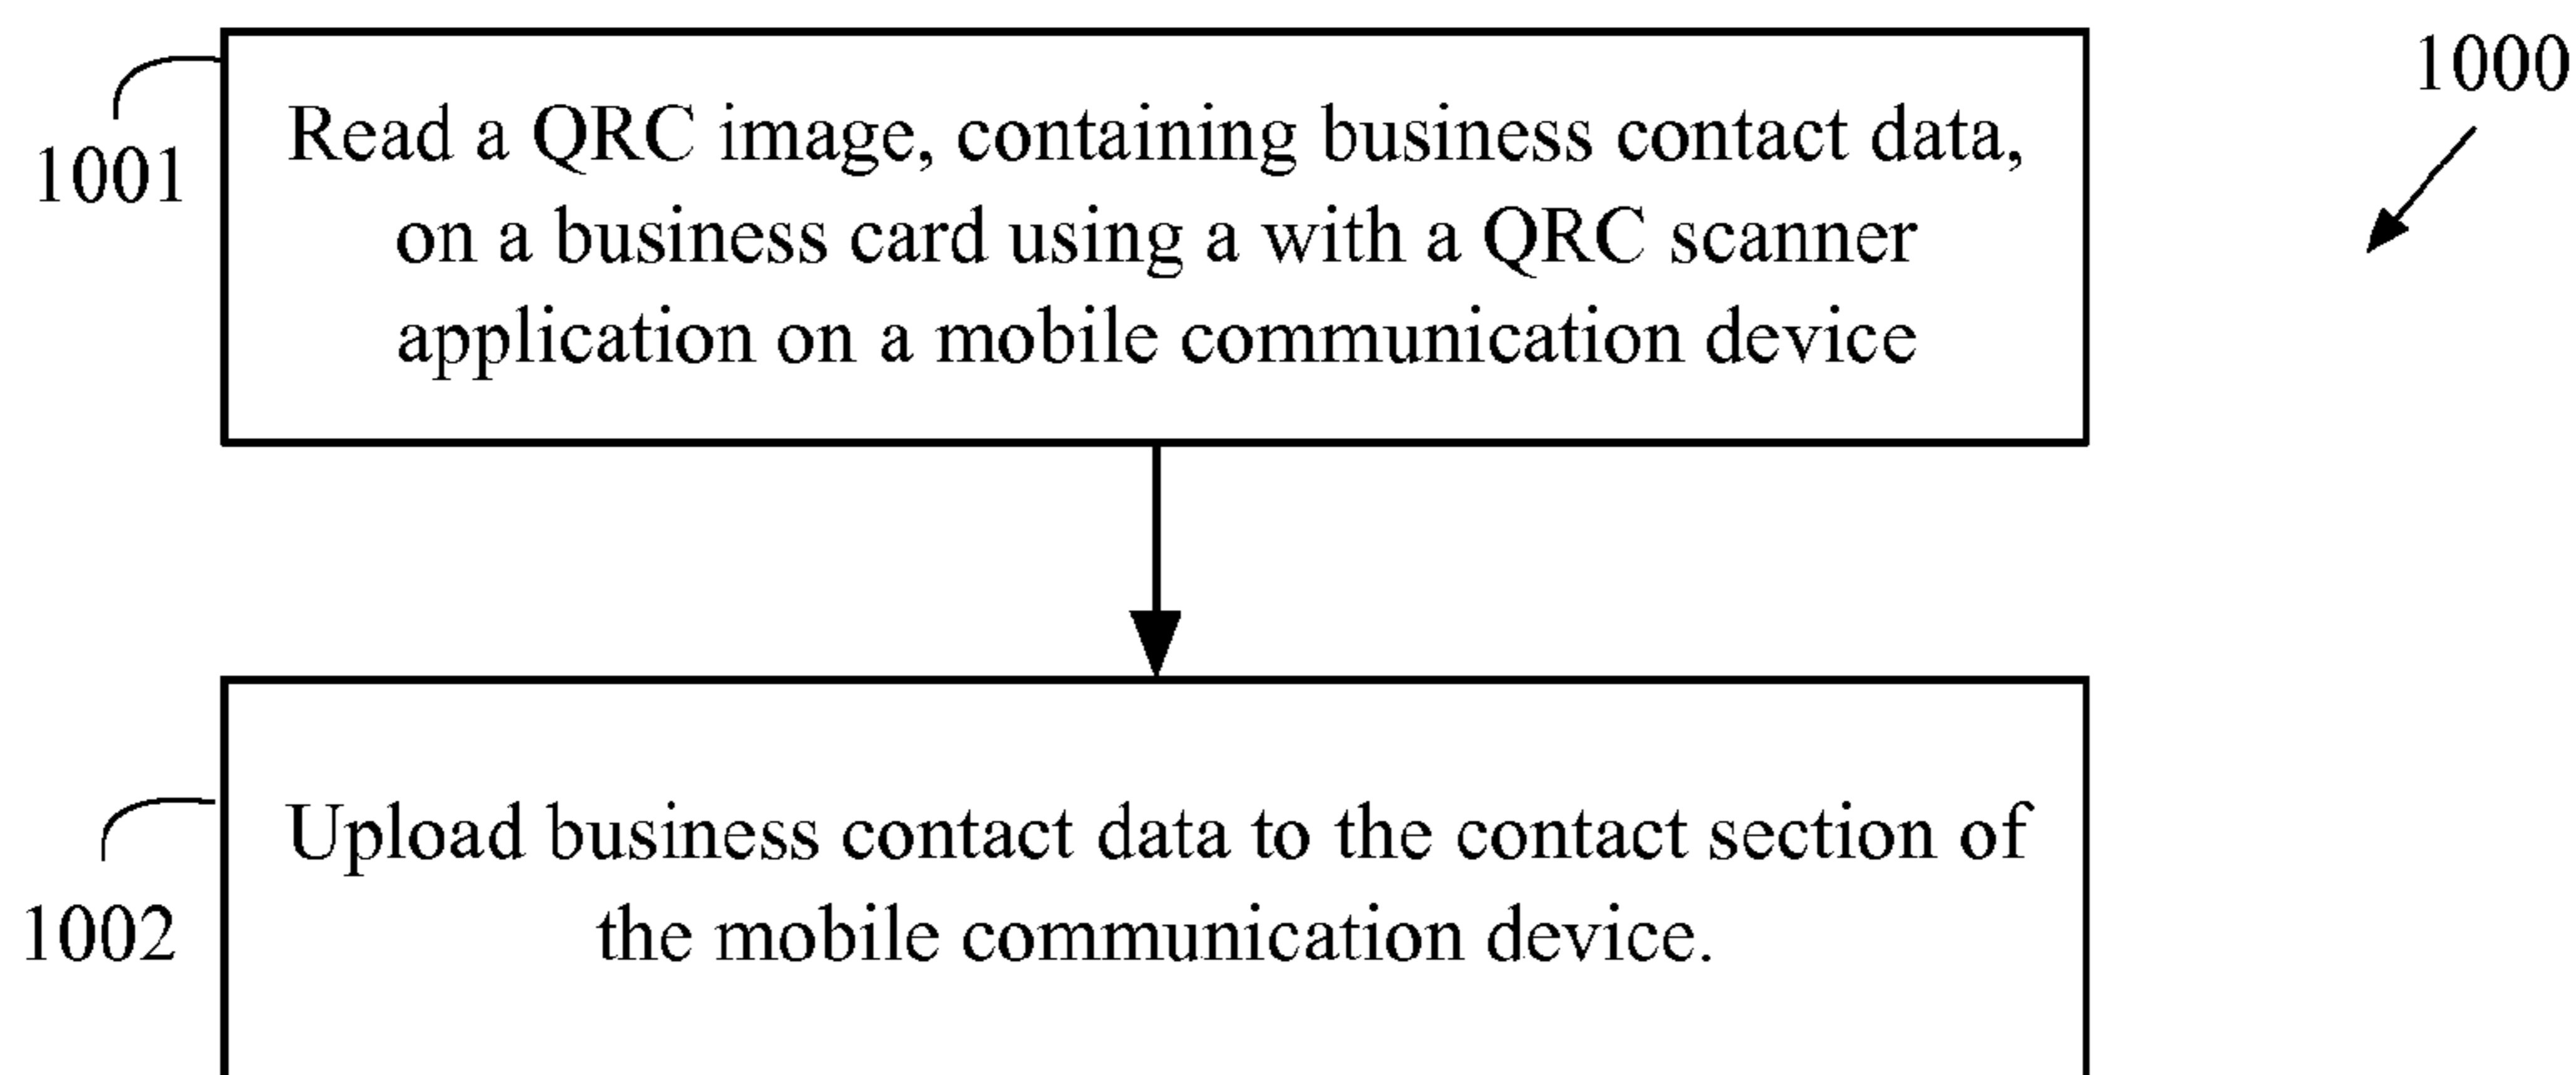 1000
1001
Read a QRC image, containing business contact data,
on a business card using a with a QRC scanner
application on a mobile communication device
1002
Upload business contact data to the contact section of
the mobile communication device.